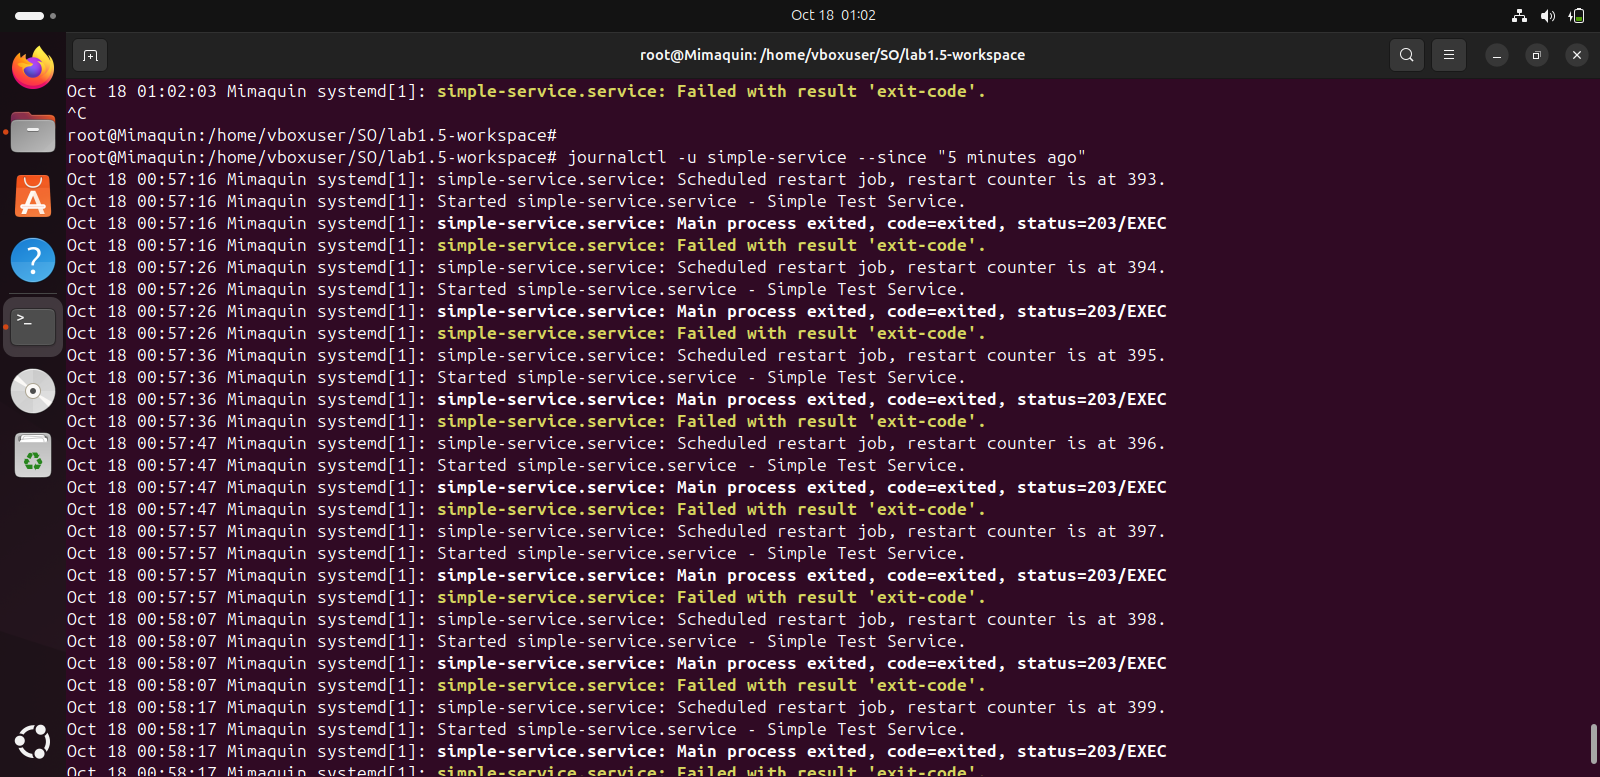 Oct 18 01:02
root@Mimaquin: /home/vboxuser/SO/lab1.5-workspace
Oct 18 01:02:03 Mimaquin systemd[1]: simple-service.service: Failed with result 'exit-code'.
^C
root@Mimaquin:/home/vboxuser/SO/lab1.5-workspace#
root@Mimaquin:/home/vboxuser/SO/lab1.5-workspace# journalctl -u simple-service --since "5 minutes ago"
Oct 18 00:57:16 Mimaquin systemd[1]: simple-service.service: Scheduled restart job, restart counter is at 393.
Oct 18 00:57:16 Mimaquin systemd[1]: Started simple-service.service - Simple Test Service.
Oct 18 00:57:16 Mimaquin systemd[1]: simple-service.service: Main process exited, code=exited, status=203/EXEC
Oct 18 00:57:16 Mimaquin systemd[1]: simple-service.service: Failed with result 'exit-code'.
Oct 18 00:57:26 Mimaquin systemd[1]: simple-service.service: Scheduled restart job, restart counter is at 394.
Oct 18 00:57:26 Mimaquin systemd[1]: Started simple-service.service - Simple Test Service.
Oct 18 00:57:26 Mimaquin systemd[1]: simple-service.service: Main process exited, code=exited, status=203/EXEC
Oct 18 00:57:26 Mimaquin systemd[1]: simple-service.service: Failed with result 'exit-code'.
Oct 18 00:57:36 Mimaquin systemd[1]: simple-service.service: Scheduled restart job, restart counter is at 395.
Oct 18 00:57:36 Mimaquin systemd[1]: Started simple-service.service - Simple Test Service.
Oct 18 00:57:36 Mimaquin systemd[1]: simple-service.service: Main process exited, code=exited, status=203/EXEC
Oct 18 00:57:36 Mimaquin systemd[1]: simple-service.service: Failed with result 'exit-code'.
Oct 18 00:57:47 Mimaquin systemd[1]: simple-service.service: Scheduled restart job, restart counter is at 396.
Oct 18 00:57:47 Mimaquin systemd[1]: Started simple-service.service - Simple Test Service.
Oct 18 00:57:47 Mimaquin systemd[1]: simple-service.service: Main process exited, code=exited, status=203/EXEC
Oct 18 00:57:47 Mimaquin systemd[1]: simple-service.service: Failed with result 'exit-code'.
Oct 18 00:57:57 Mimaquin systemd[1]: simple-service.service: Scheduled restart job, restart counter is at 397.
Oct 18 00:57:57 Mimaquin systemd[1]: Started simple-service.service - Simple Test Service.
Oct 18 00:57:57 Mimaquin systemd[1]: simple-service.service: Main process exited, code=exited, status=203/EXEC
Oct 18 00:57:57 Mimaquin systemd[1]: simple-service.service: Failed with result 'exit-code'.
Oct 18 00:58:07 Mimaquin systemd[1]: simple-service.service: Scheduled restart job, restart counter is at 398.
Oct 18 00:58:07 Mimaquin systemd[1]: Started simple-service.service - Simple Test Service.
Oct 18 00:58:07 Mimaquin systemd[1]: simple-service.service: Main process exited, code=exited, status=203/EXEC
Oct 18 00:58:07 Mimaquin systemd[1]: simple-service.service: Failed with result 'exit-code'.
Oct 18 00:58:17 Mimaquin systemd[1]: simple-service.service: Scheduled restart job, restart counter is at 399.
Oct 18 00:58:17 Mimaquin systemd[1]: Started simple-service.service - Simple Test Service.
Oct 18 00:58:17 Mimaquin systemd[1]: simple-service.service: Main process exited, code=exited, status=203/EXEC
Oct 18 00:58:17 Mimaquin systemd[1]: simple-service.service: Failed with result 'exit-code'.